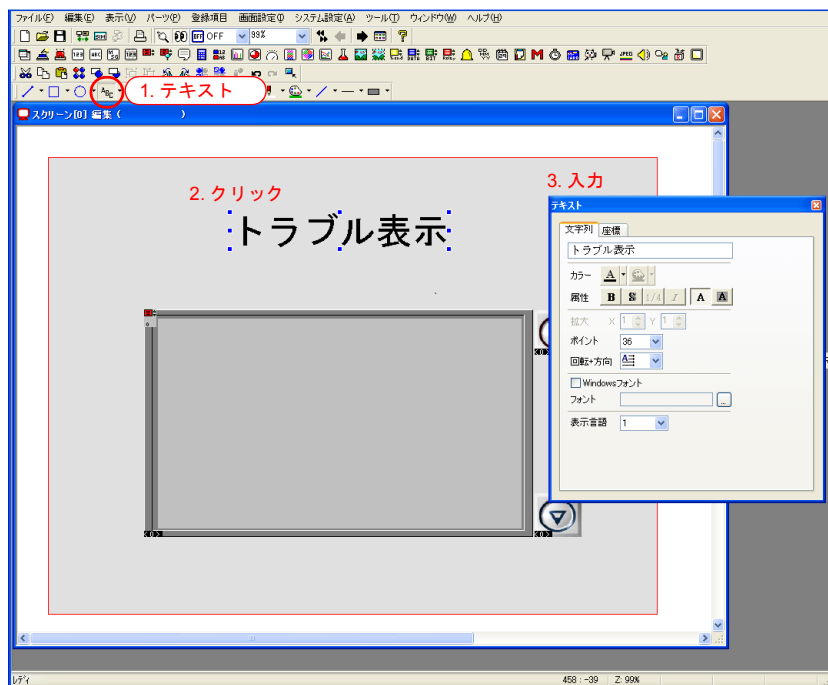 ファイル(F) 編集(E) 表示(V) パーツ(P) 登録項目 画面設定(I) システム設定(A) ツール(T) ウィンドウ(W) ヘルプ(H)
OFF 99%
ABC
1. テキスト
スクリーン[0] 編集 ( )
2. クリック
3. 入力
トラブル表示
テキスト
文字列 座標
トラブル表示
カラー A
属性 B S 1/4 I A A
拡大 X 1 Y 1
ポイント 36
回転+方向 A
Windowsフォント
フォント ...
表示言語 1
レディ 458 : -39 Z: 99%